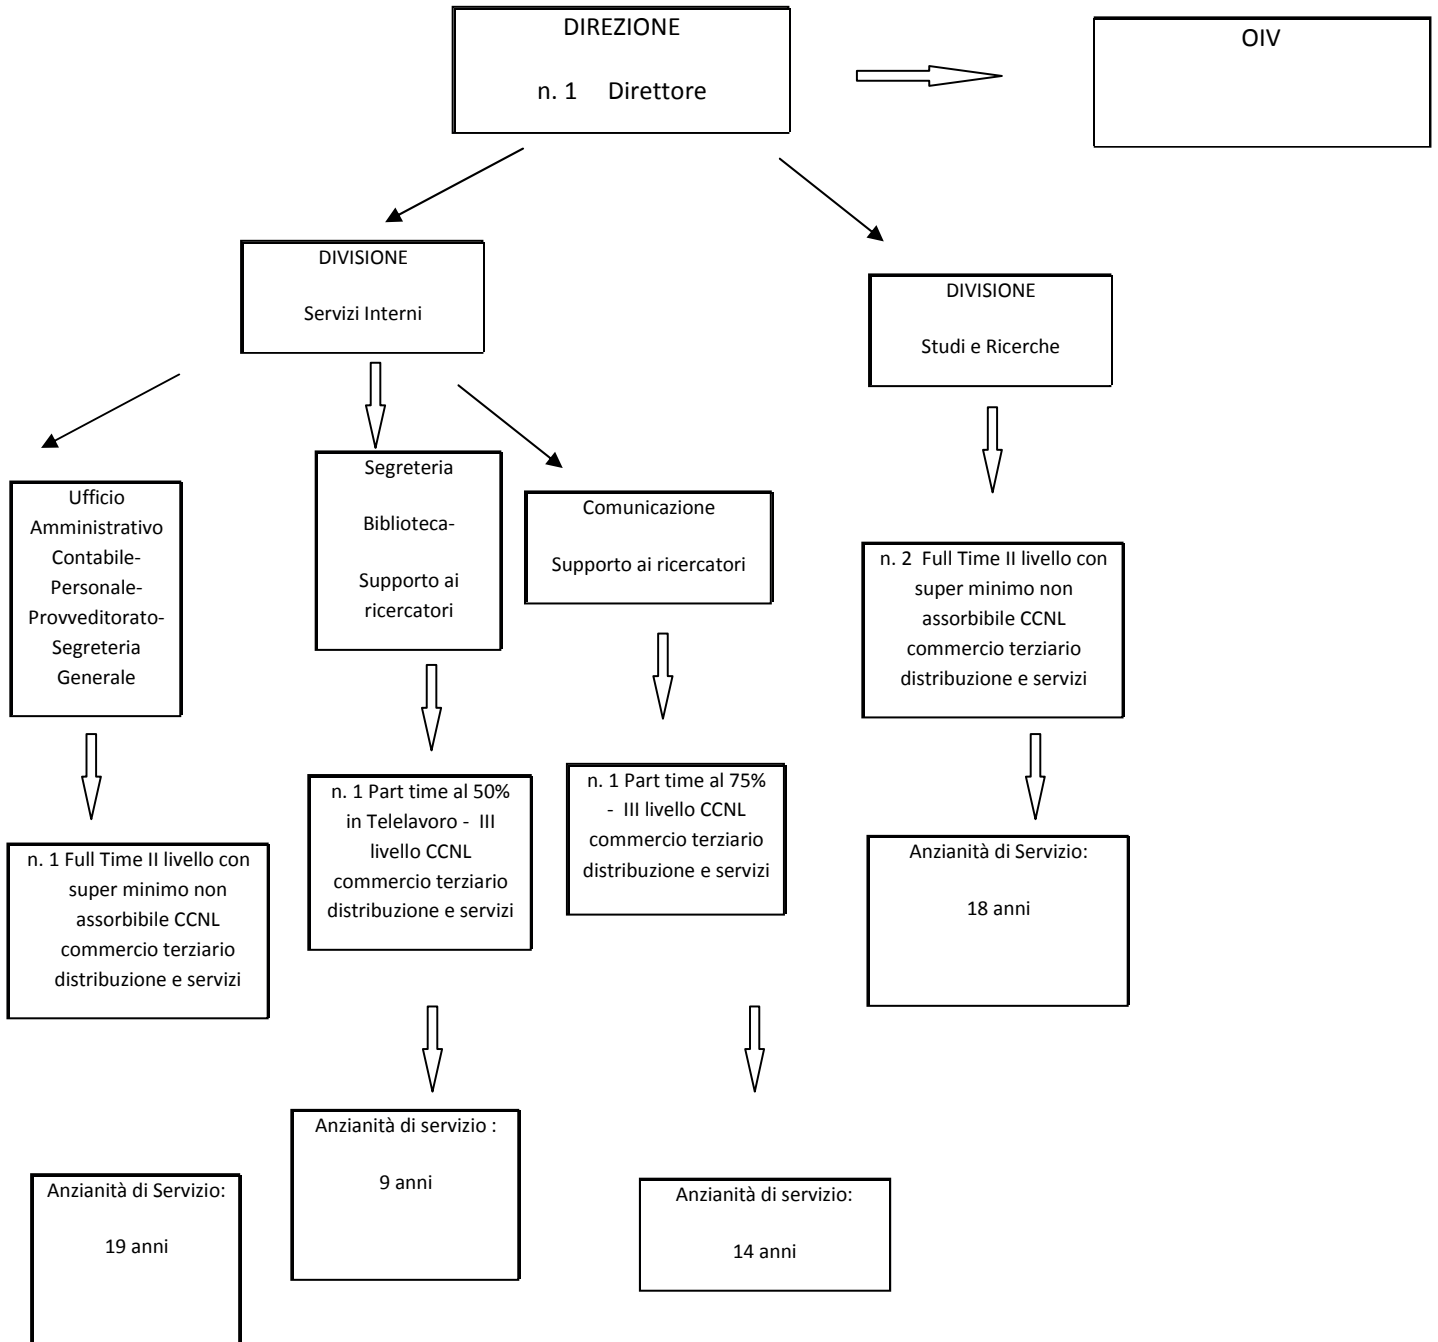 DIREZIONE
n. 1 Direttore
OIV
DIVISIONE
Servizi Interni
DIVISIONE
Studi e Ricerche
Ufficio
Amministrativo
Contabile-
Personale-
Provveditorato-
Segreteria
Generale
Segreteria
Biblioteca-
Supporto ai
ricercatori
Comunicazione
Supporto ai ricercatori
n. 2 Full Time II livello con
super minimo non
assorbibile CCNL
commercio terziario
distribuzione e servizi
n. 1 Full Time II livello con
super minimo non
assorbibile CCNL
commercio terziario
distribuzione e servizi
n. 1 Part time al 50%
in Telelavoro - III
livello CCNL
commercio terziario
distribuzione e servizi
n. 1 Part time al 75%
- III livello CCNL
commercio terziario
distribuzione e servizi
Anzianità di Servizio:
18 anni
Anzianità di Servizio:
19 anni
Anzianità di servizio :
9 anni
Anzianità di servizio:
14 anni